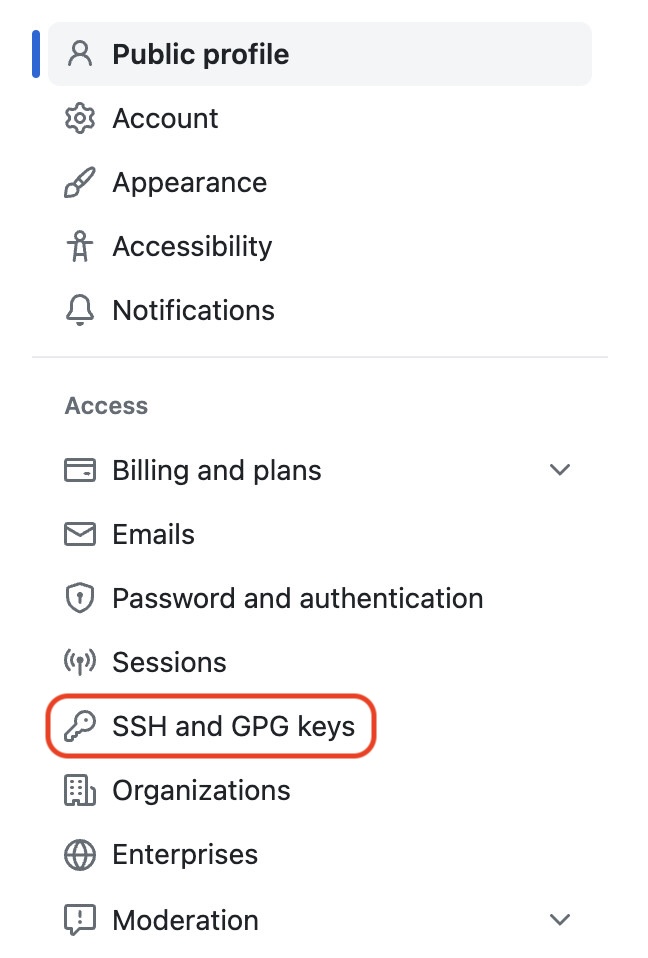 Public profile
Account
Appearance
Accessibility
Notifications
Access
Billing and plans
Emails
Password and authentication
Sessions
SSH and GPG keys
Organizations
Enterprises
Moderation